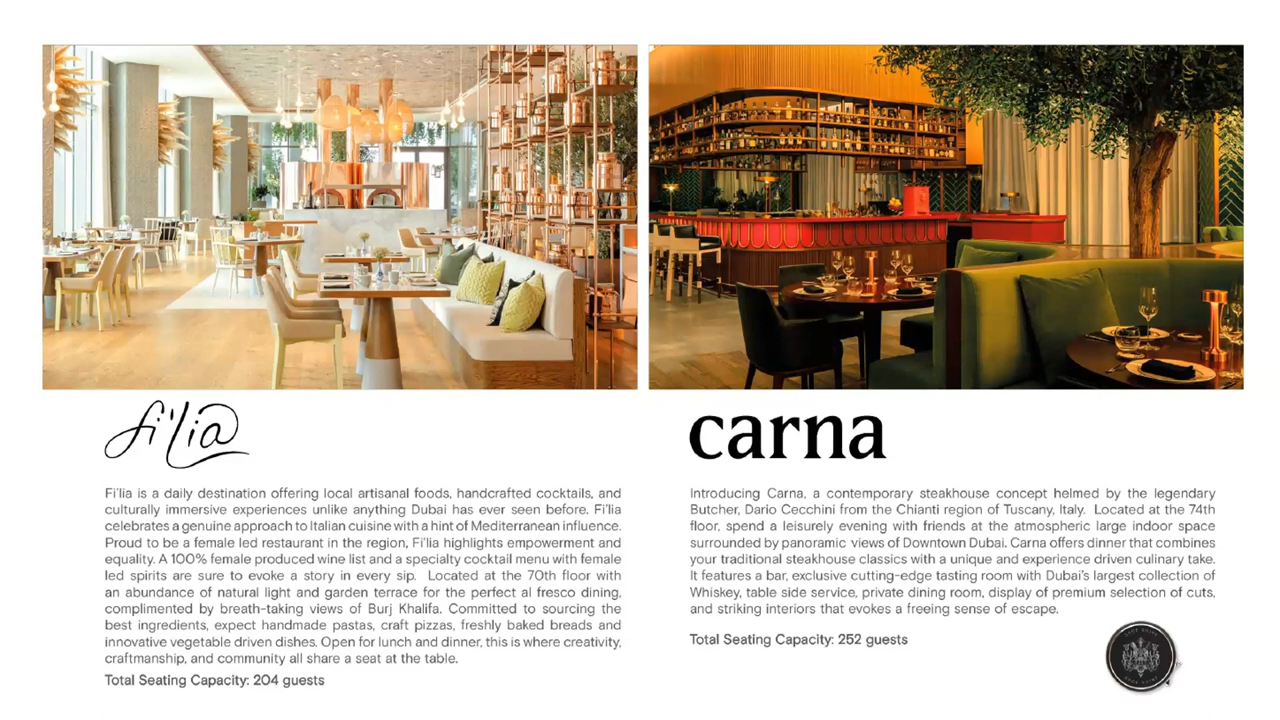 fi'lia
Fi'lia is a daily destination offering local artisanal foods, handcrafted cocktails, and
culturally immersive experiences unlike anything Dubai has ever seen before. Fi'lia
celebrates a genuine approach to Italian cuisine with a hint of Mediterranean influence.
Proud to be a female led restaurant in the region, Fi'lia highlights empowerment and
equality. A 100% female produced wine list and a specialty cocktail menu with female
led spirits are sure to evoke a story in every sip. Located at the 70th floor with
an abundance of natural light and garden terrace for the perfect al fresco dining,
complimented by breath-taking views of Burj Khalifa. Committed to sourcing the
best ingredients, expect handmade pastas, craft pizzas, freshly baked breads and
innovative vegetable driven dishes. Open for lunch and dinner, this is where creativity,
craftmanship, and community all share a seat at the table.
Total Seating Capacity: 204 guests
carna
Introducing Carna, a contemporary steakhouse concept helmed by the legendary
Butcher, Dario Cecchini from the Chianti region of Tuscany, Italy. Located at the 74th
floor, spend a leisurely evening with friends at the atmospheric large indoor space
surrounded by panoramic views of Downtown Dubai. Carna offers dinner that combines
your traditional steakhouse classics with a unique and experience driven culinary take.
It features a bar, exclusive cutting-edge tasting room with Dubai's largest collection of
Whiskey, table side service, private dining room, display of premium selection of cuts,
and striking interiors that evokes a freeing sense of escape.
Total Seating Capacity: 252 guests